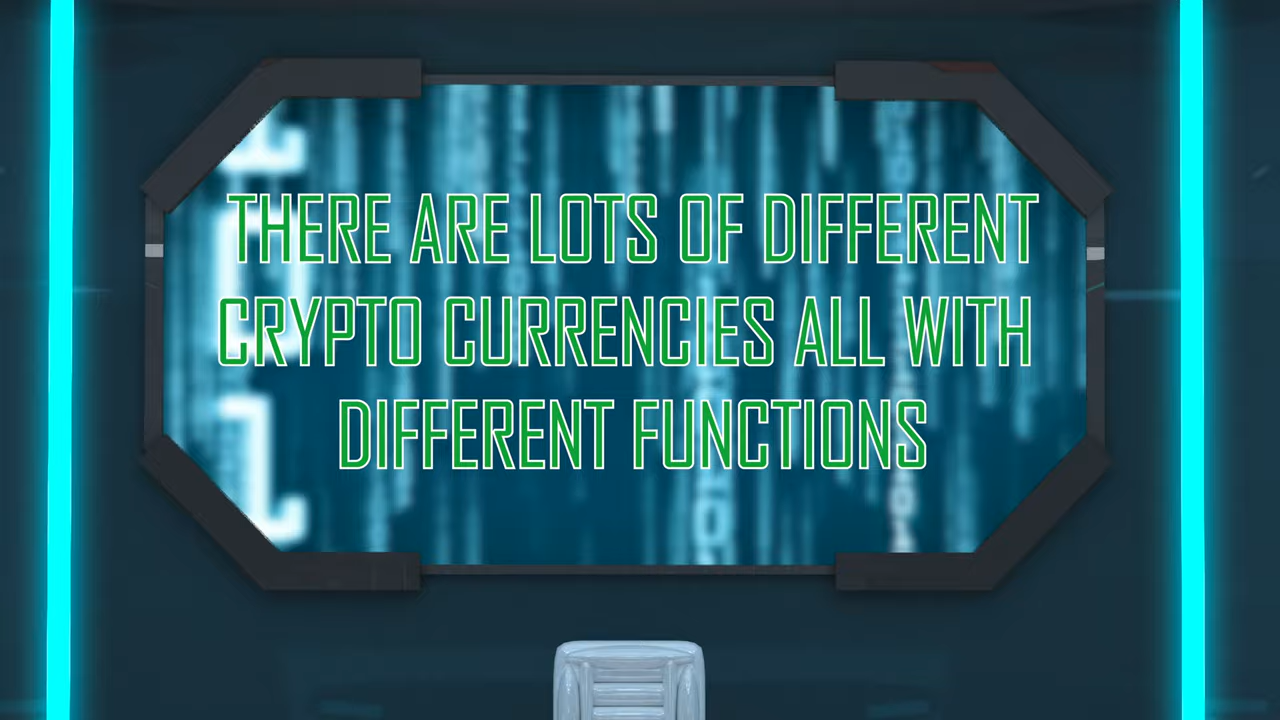 THERE ARE LOTS OF DIFFERENT
CRYPTO CURRENCIES ALL WITH
DIFFERENT FUNCTIONS